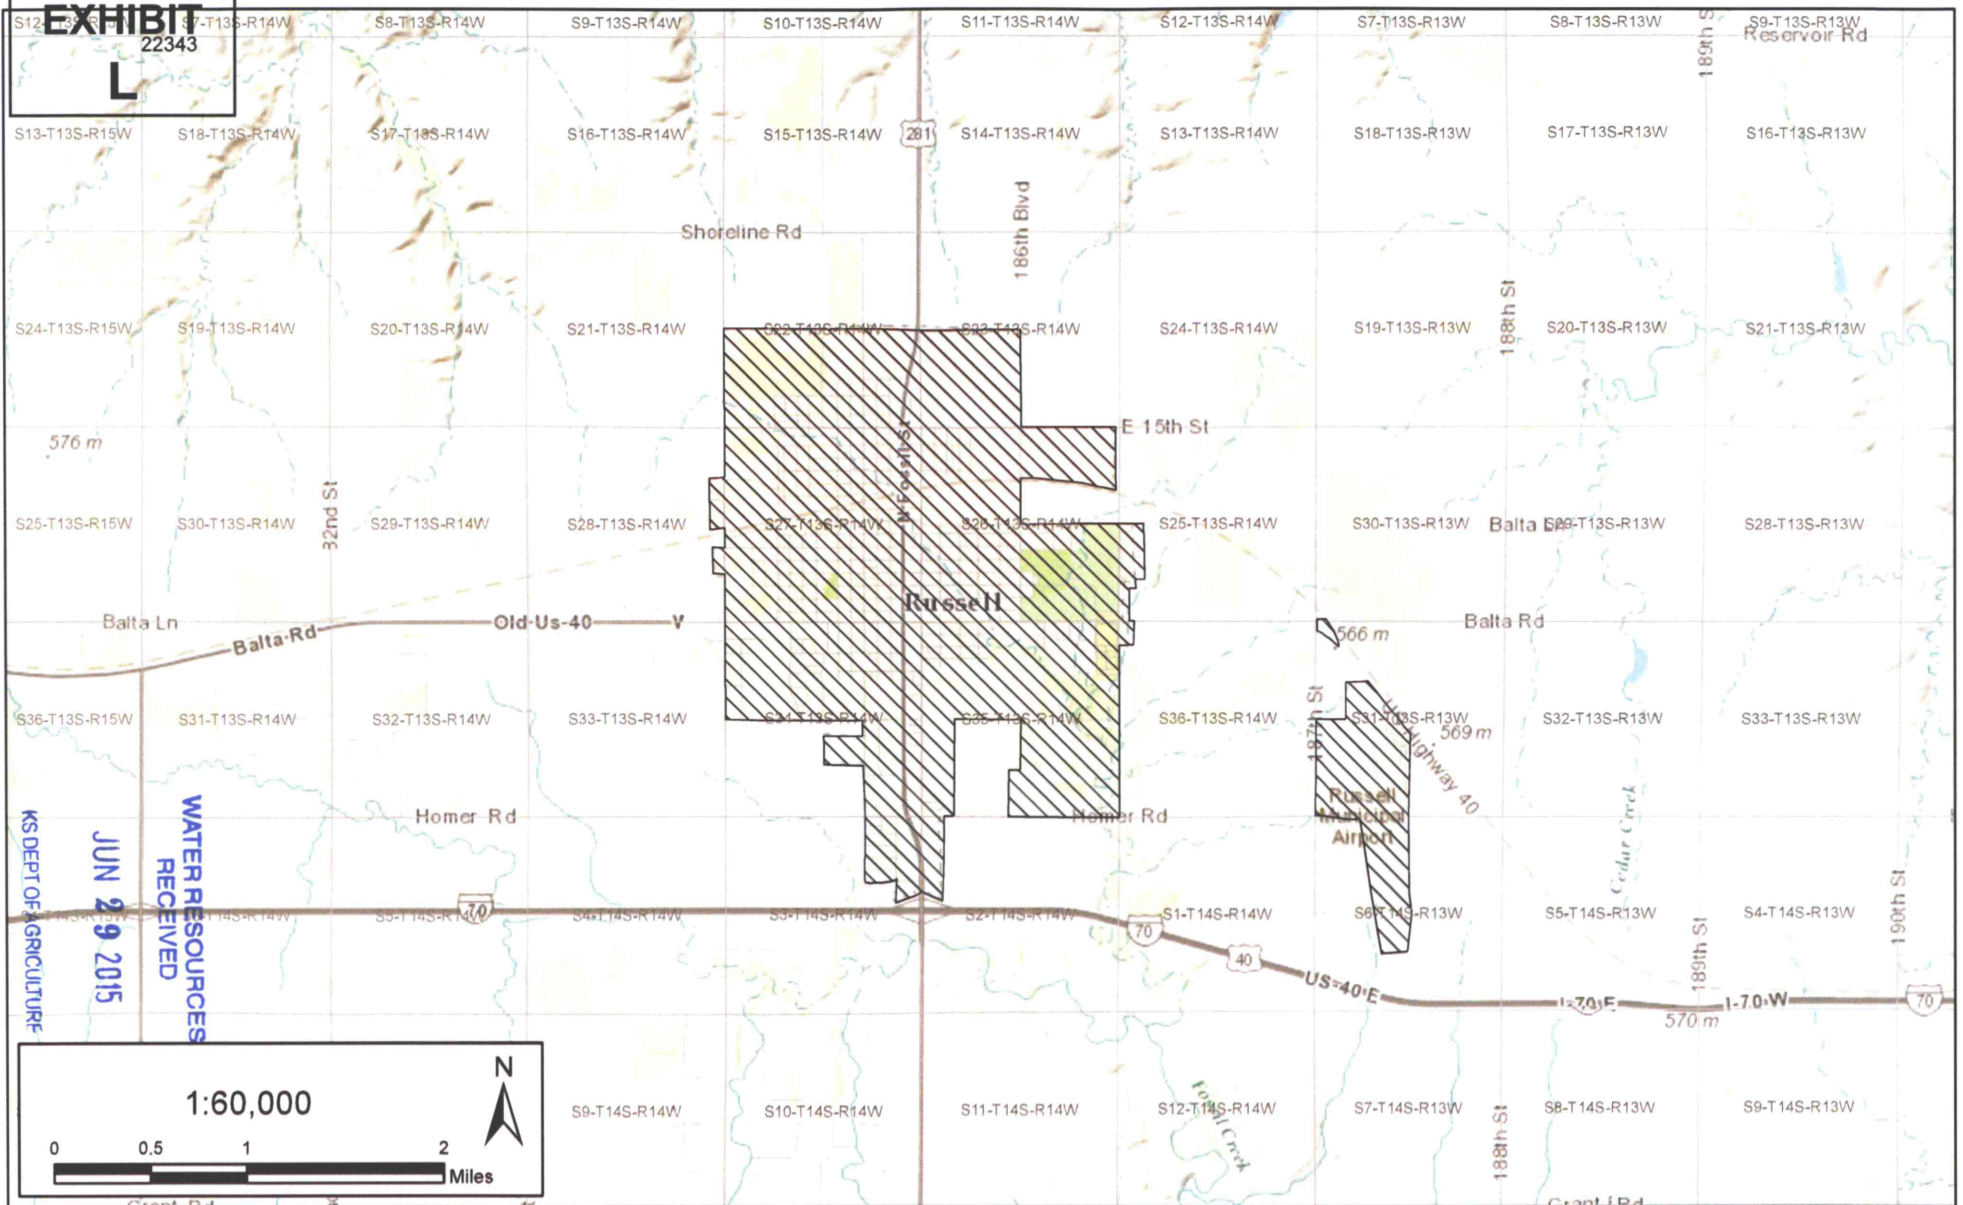 EXHIBIT
22343
L
S7-T13S-R14W
S8-T13S-R14W
S9-T13S-R14W
S10-T13S-R14W
S11-T13S-R14W
S12-T13S-R14W
S7-T13S-R13W
S8-T13S-R13W
S9-T13S-R13W
Reservoir Rd
S13-T13S-R15W
S18-T13S-R14W
S17-T13S-R14W
S16-T13S-R14W
S15-T13S-R14W
281
S14-T13S-R14W
S13-T13S-R14W
S18-T13S-R13W
S17-T13S-R13W
S16-T13S-R13W
Shoreline Rd
186th Blvd
188th St
S24-T13S-R15W
S19-T13S-R14W
S20-T13S-R14W
S21-T13S-R14W
S22-T13S-R14W
S23-T13S-R14W
S24-T13S-R14W
S19-T13S-R13W
S20-T13S-R13W
S21-T13S-R13W
576 m
E 15th St
N Fossil St
82nd St
S25-T13S-R15W
S30-T13S-R14W
S29-T13S-R14W
S28-T13S-R14W
S27-T13S-R14W
S26-T13S-R14W
S25-T13S-R14W
S30-T13S-R13W
Balta Ln
S29-T13S-R13W
S28-T13S-R13W
Russell
Balta Ln
Balta Rd
Old-Us-40
V
566 m
Balta Rd
S36-T13S-R15W
S31-T13S-R14W
S32-T13S-R14W
S33-T13S-R14W
S34-T13S-R14W
S35-T13S-R14W
S36-T13S-R14W
187th St
S31-T13S-R13W
569 m
Highway 40
S32-T13S-R13W
S33-T13S-R13W
Homer Rd
Homer Rd
Russell
Municipal
Airport
Cedar Creek
190th St
WATER RESOURCES
RECEIVED
JUN 29 2015
KS DEPT OF AGRICULTURE
S5-T14S-R14W
70
S4-T14S-R14W
S3-T14S-R14W
S2-T14S-R14W
S1-T14S-R14W
S6-T14S-R13W
S5-T14S-R13W
S4-T14S-R13W
70
40
US-40-E
I-70-E
189th St
I-70-W
70
570 m
S9-T14S-R14W
S10-T14S-R14W
S11-T14S-R14W
S12-T14S-R14W
S7-T14S-R13W
S8-T14S-R13W
S9-T14S-R13W
Fossil Creek
188th St
N
1:60,000
0 0.5 1 2
Miles